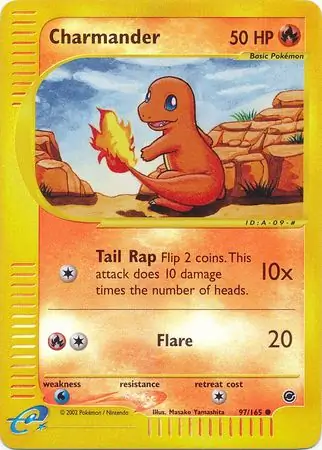 Charmander 50 HP
Basic Pokémon
ID:A-09-#
Tail Rap Flip 2 coins. This
attack does 10 damage
times the number of heads.
10x
Flare 20
weakness resistance retreat cost
© 2002 Pokémon / Nintendo Illus. Masako Yamashita 97/165 ●
e